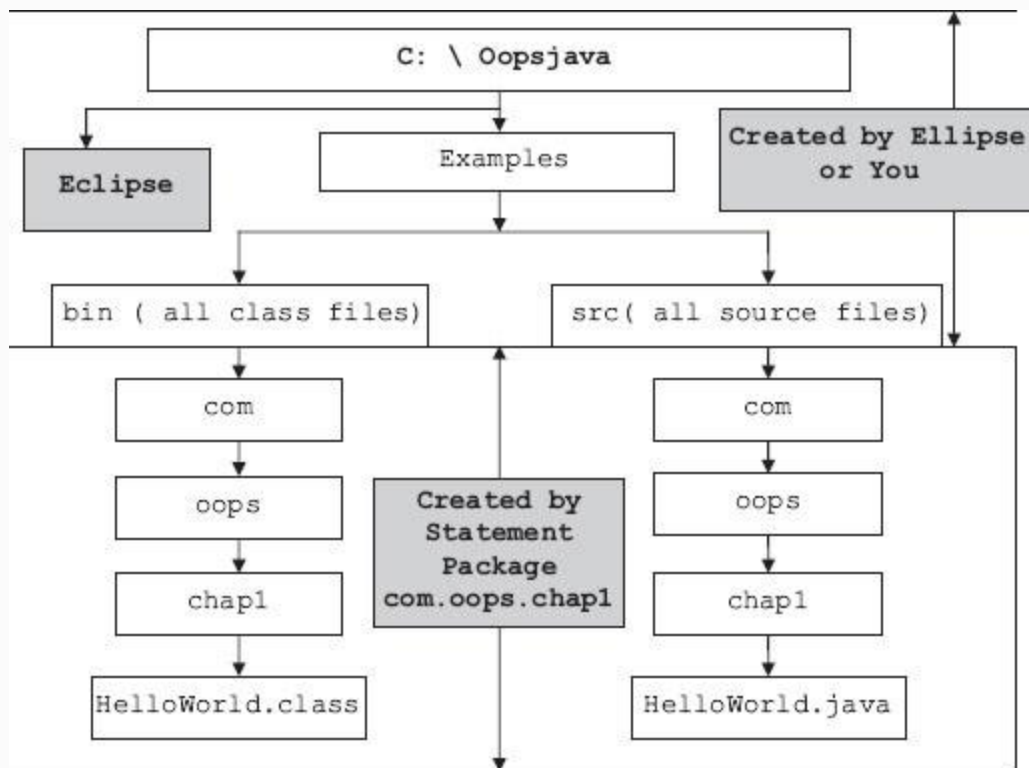 C: \ Oopsjava
Eclipse
Examples
Created by Ellipse
or You
bin ( all class files)
src( all source files)
com
com
oops
oops
Created by
Statement
Package
com.oops.chap1
chap1
chap1
HelloWorld.class
HelloWorld.java